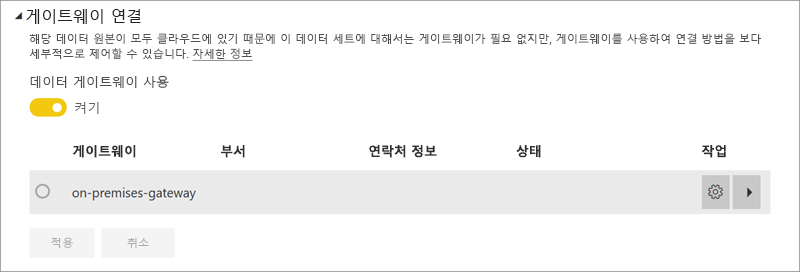 게이트웨이 연결
해당 데이터 원본이 모두 클라우드에 있기 때문에 이 데이터 세트에 대해서는 게이트웨이가 필요 없지만, 게이트웨이를 사용하여 연결 방법을 보다
세부적으로 제어할 수 있습니다. 자세한 정보
데이터 게이트웨이 사용
켜기
게이트웨이 부서 연락처 정보 상태 작업
on-premises-gateway
적용 취소